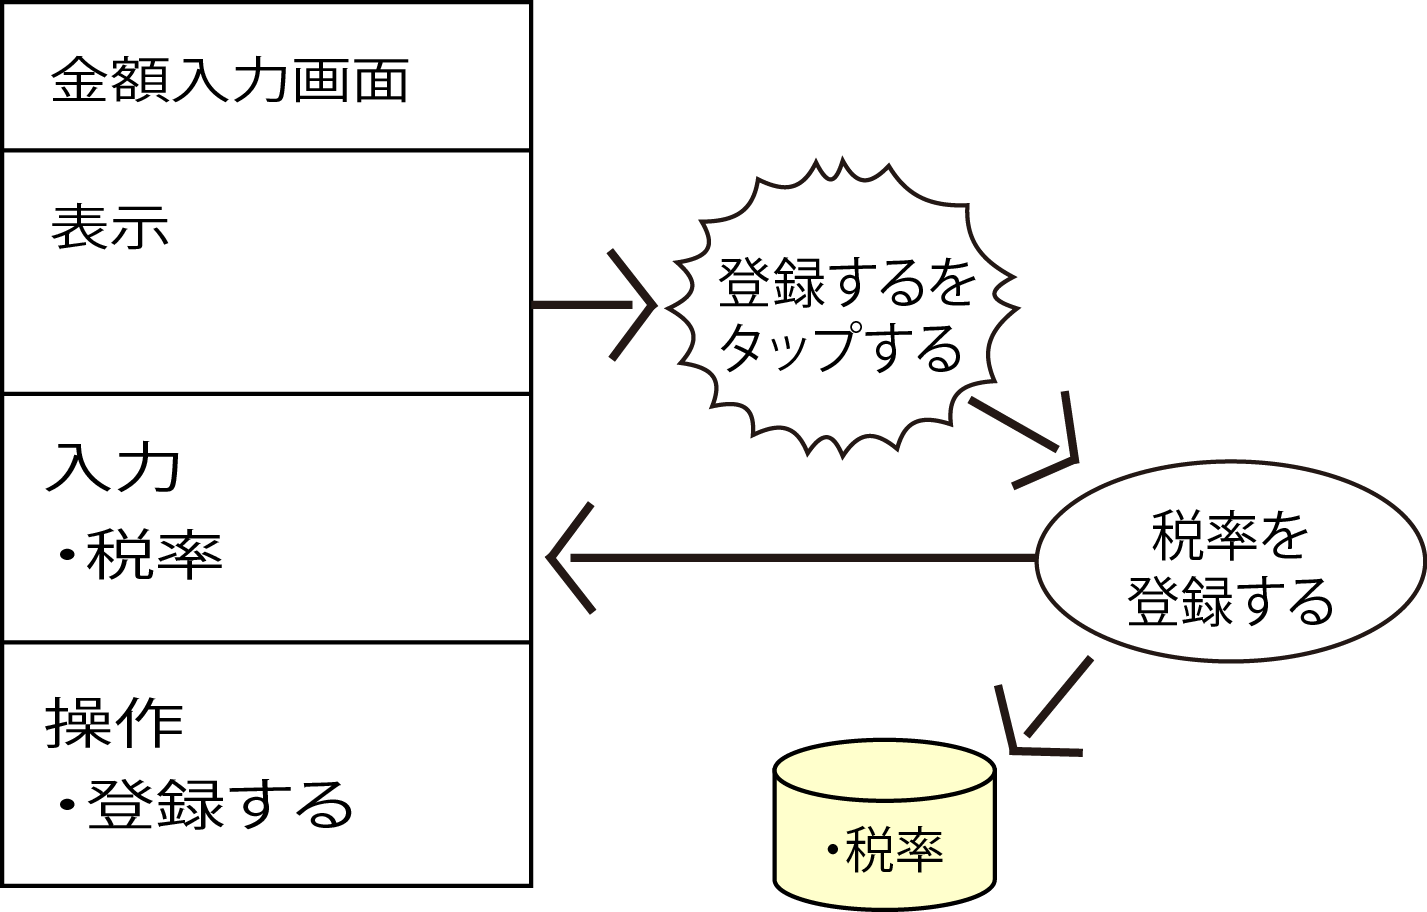 金額入力画面
表示
入力
・税率
操作
・登録する
登録するを
タップする
税率を
登録する
・税率